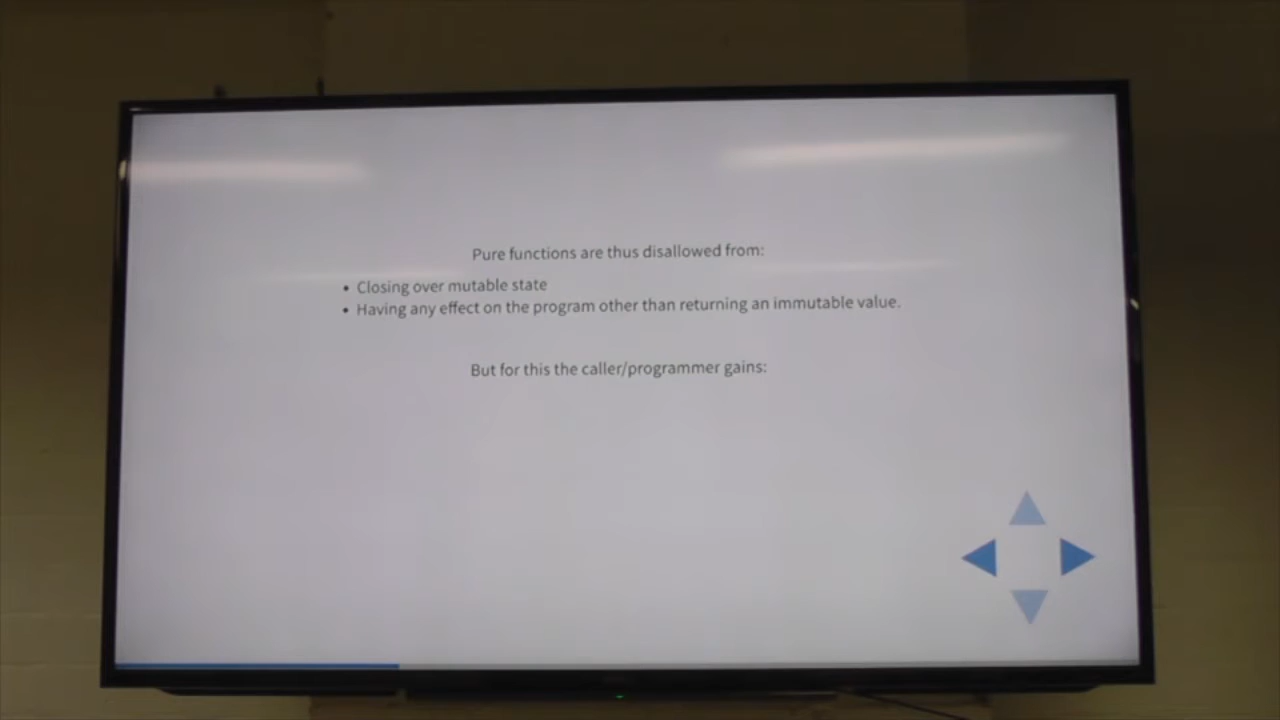 Pure functions are thus disallowed from:
• Closing over mutable state
• Having any effect on the program other than returning an immutable value.
But for this the caller/programmer gains: